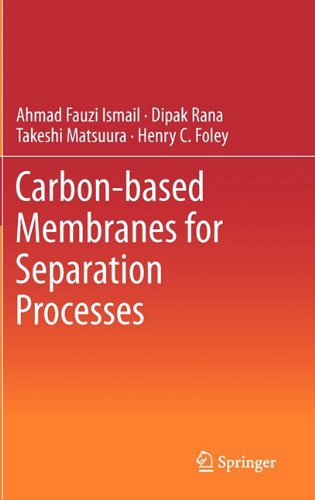 Ahmad Fauzi Ismail · Dipak Rana
Takeshi Matsuura · Henry C. Foley
Carbon-based
Membranes for
Separation
Processes
Springer